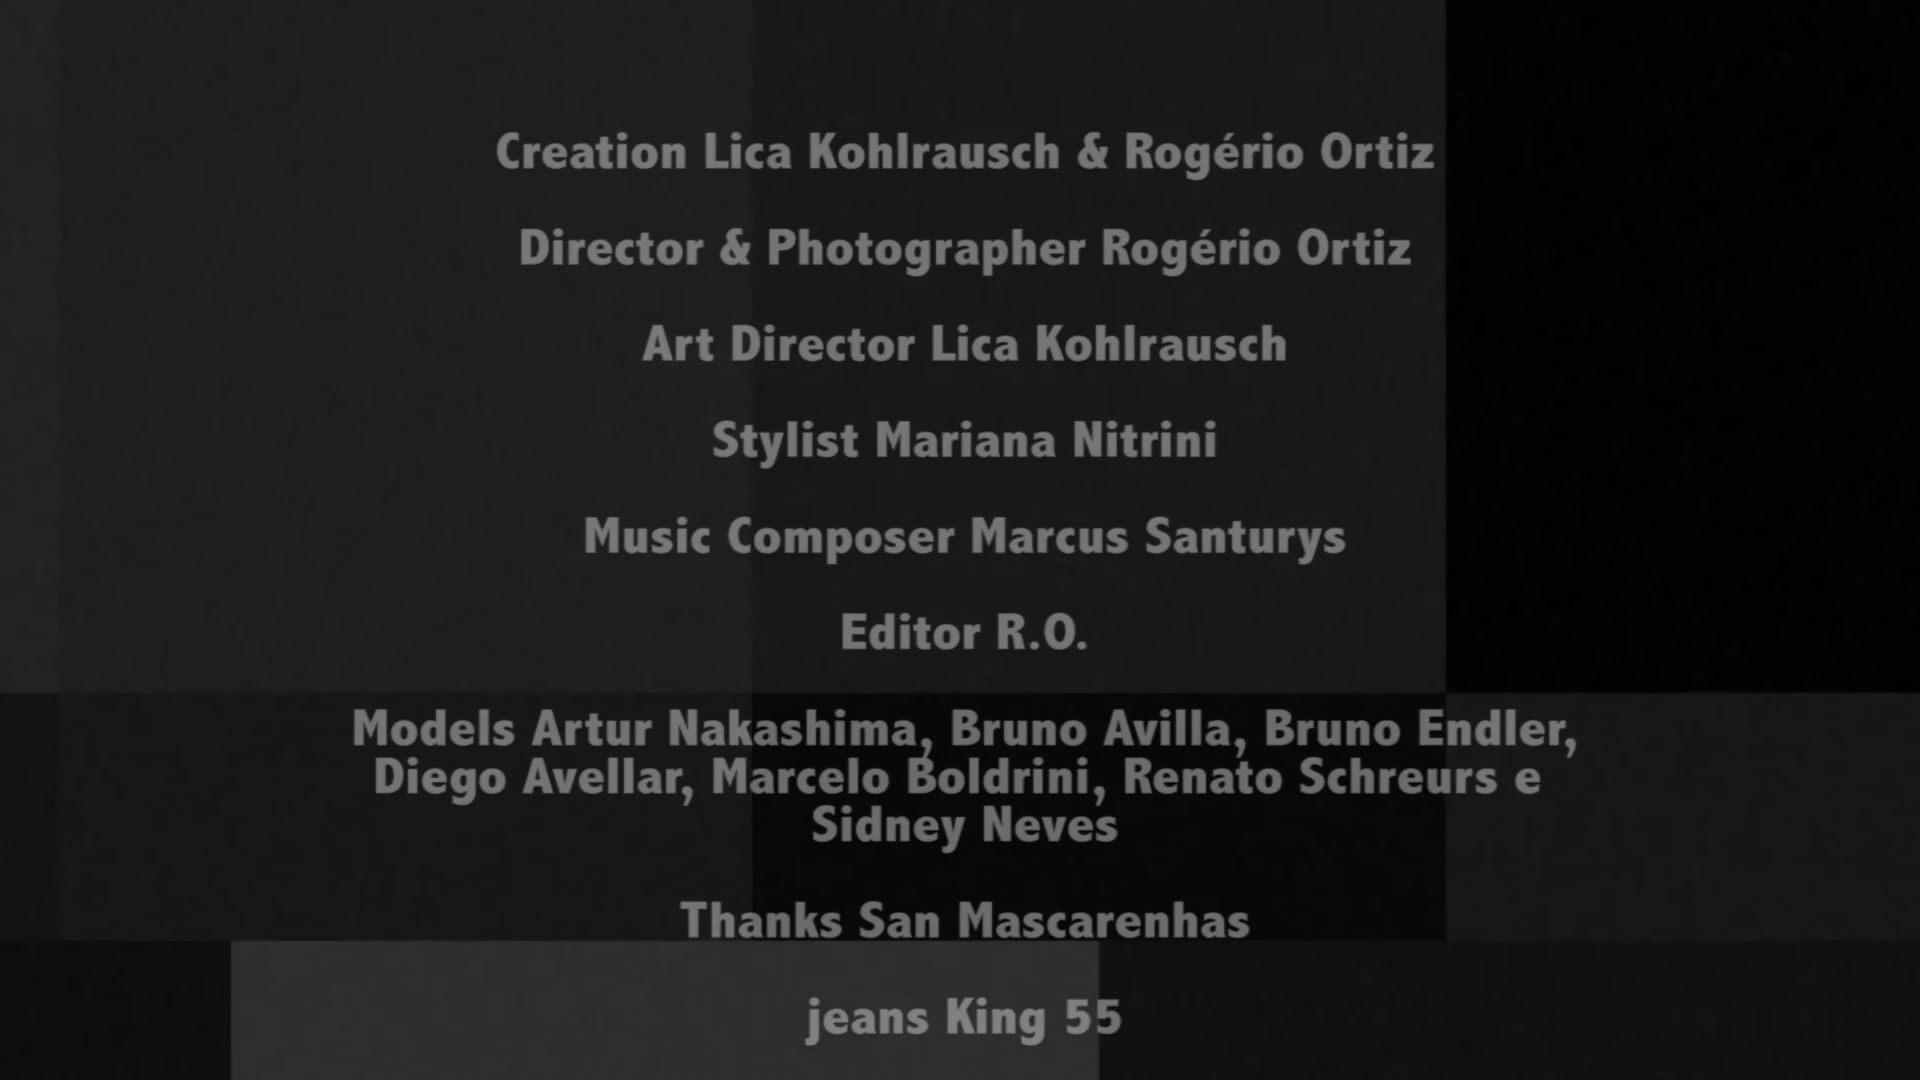 Creation Lica Kohlrausch & Rogério Ortiz
Director & Photographer Rogério Ortiz
Art Director Lica Kohlrausch
Stylist Mariana Nitrini
Music Composer Marcus Santurys
Editor R.O.
Models Artur Nakashima, Bruno Avilla, Bruno Endler,
Diego Avellar, Marcelo Boldrini, Renato Schreurs e
Sidney Neves
Thanks San Mascarenhas
jeans King 55